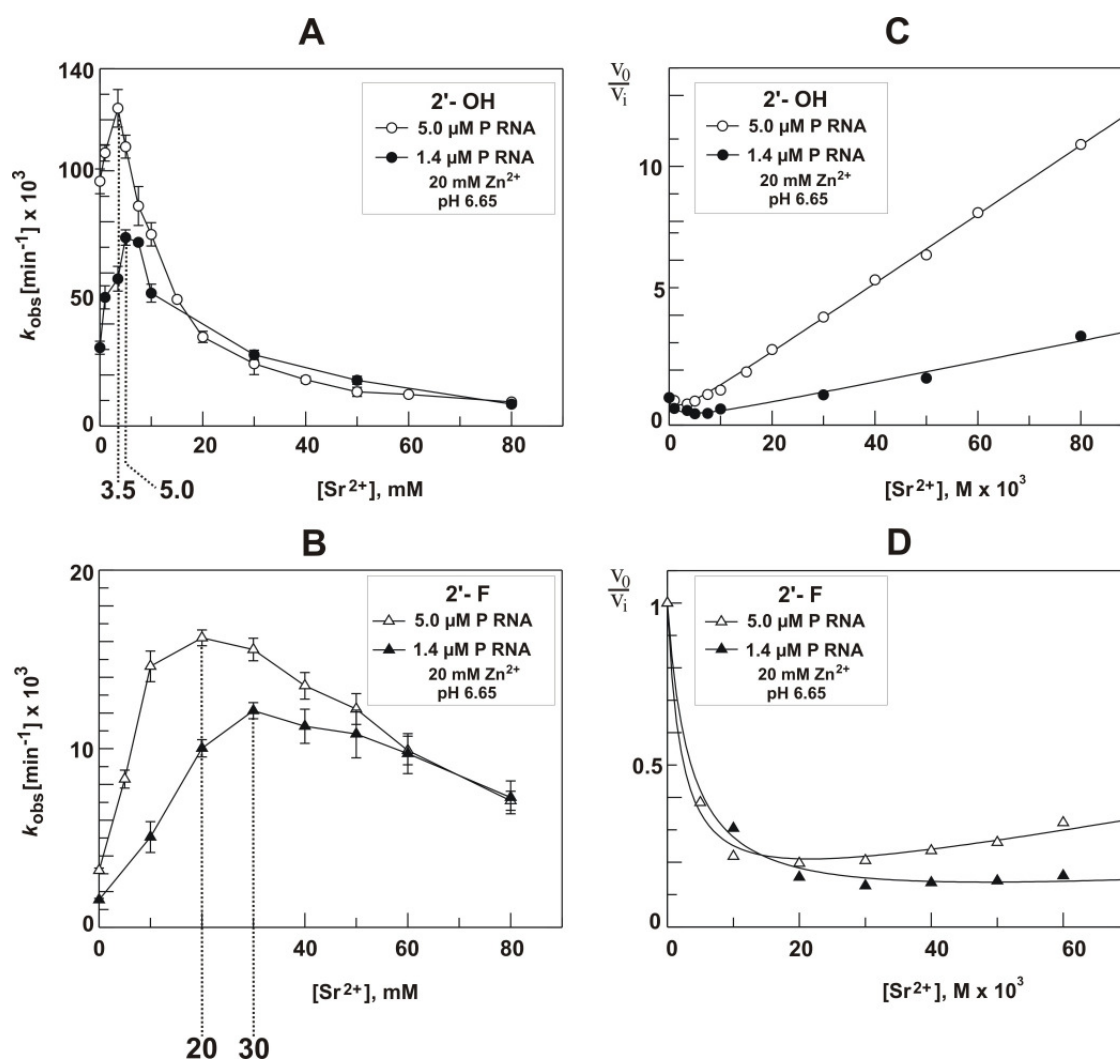 A
140
100
50
0
k_obs [min⁻¹] x 10³
2'- OH
5.0 µM P RNA
1.4 µM P RNA
20 mM Zn²⁺
pH 6.65
0 20 40 60 80
3.5 5.0
[Sr²⁺], mM
C
V₀
Vᵢ
10
5
0
2'- OH
5.0 µM P RNA
1.4 µM P RNA
20 mM Zn²⁺
pH 6.65
0 20 40 60 80
[Sr²⁺], M x 10³
B
20
10
0
k_obs [min⁻¹] x 10³
2'- F
5.0 µM P RNA
1.4 µM P RNA
20 mM Zn²⁺
pH 6.65
0 20 40 60 80
[Sr²⁺], mM
20 30
D
V₀
Vᵢ
1
0.5
0
2'- F
5.0 µM P RNA
1.4 µM P RNA
20 mM Zn²⁺
pH 6.65
0 20 40 60
[Sr²⁺], M x 10³